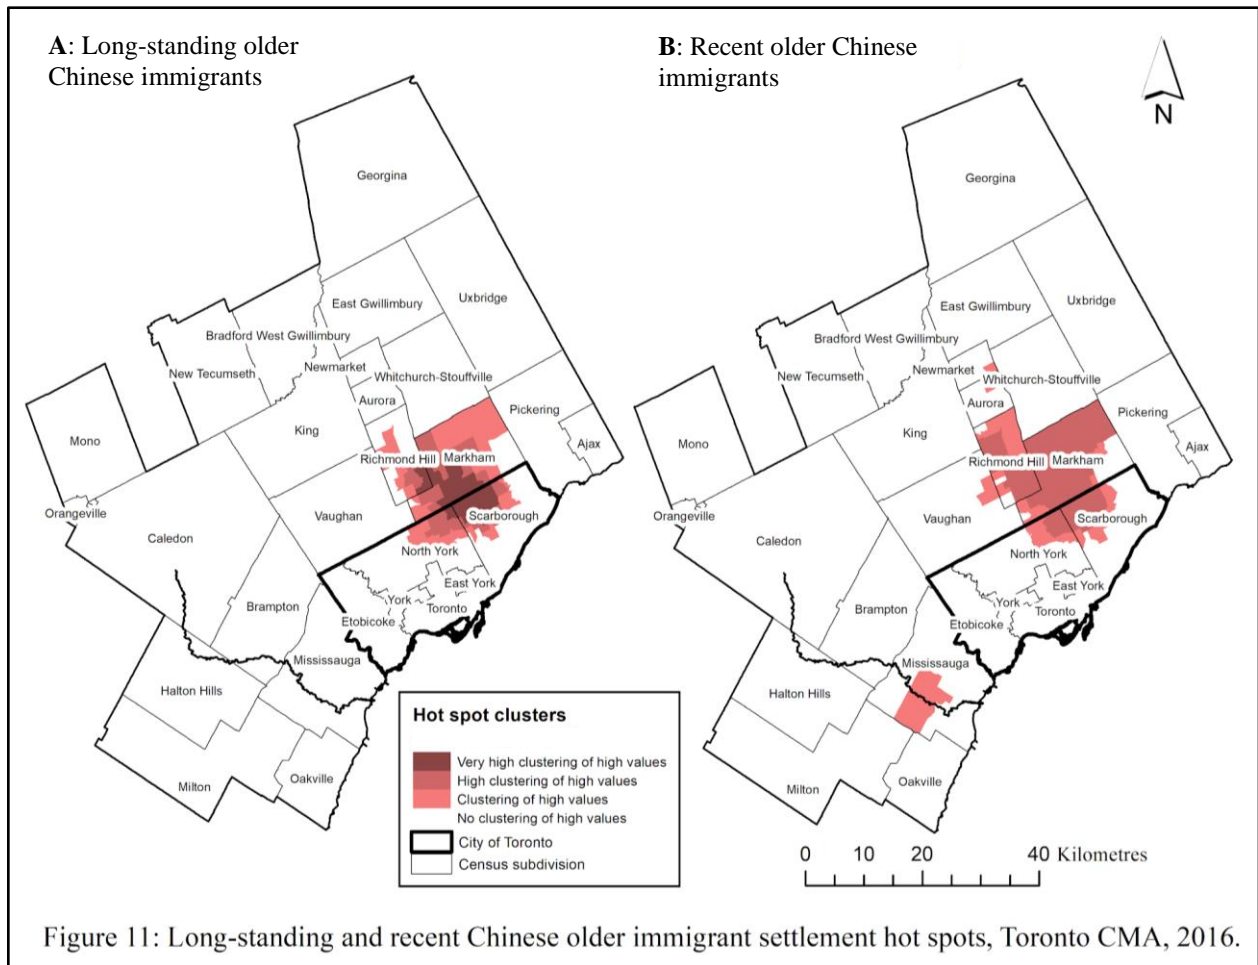 A: Long-standing older
Chinese immigrants
B: Recent older Chinese
immigrants
N
Georgina
East Gwillimbury
Uxbridge
Bradford West Gwillimbury
New Tecumseth
Newmarket
Whitchurch-Stouffville
Aurora
Pickering
Ajax
Mono
King
Richmond Hill
Markham
Orangeville
Vaughan
Scarborough
Caledon
North York
East York
Brampton
York
Toronto
Etobicoke
Mississauga
Halton Hills
Milton
Oakville
Georgina
East Gwillimbury
Uxbridge
Bradford West Gwillimbury
New Tecumseth
Newmarket
Whitchurch-Stouffville
Aurora
Pickering
Ajax
Mono
King
Richmond Hill
Markham
Orangeville
Vaughan
Scarborough
Caledon
North York
East York
Brampton
York
Toronto
Etobicoke
Mississauga
Halton Hills
Milton
Oakville
Hot spot clusters
Very high clustering of high values
High clustering of high values
Clustering of high values
No clustering of high values
City of Toronto
Census subdivision
0 10 20 40 Kilometres
Figure 11: Long-standing and recent Chinese older immigrant settlement hot spots, Toronto CMA, 2016.